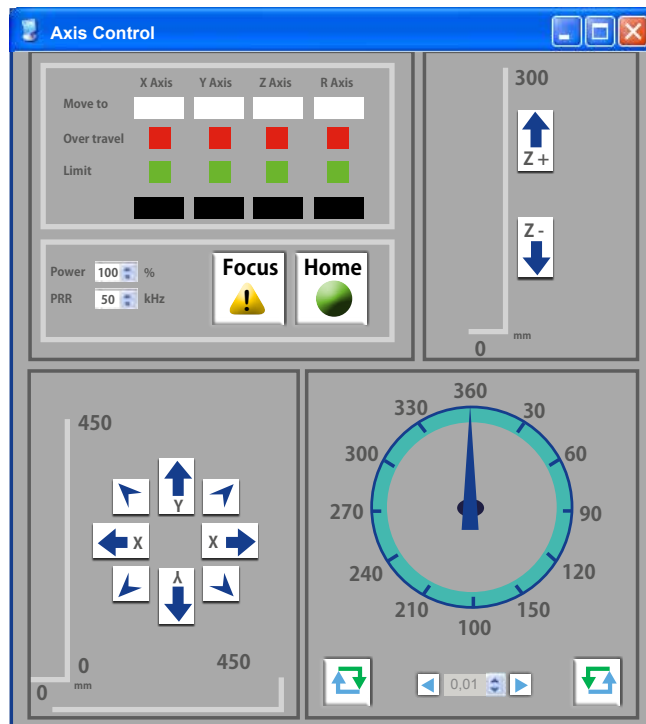 Axis Control
X Axis Y Axis Z Axis R Axis
Move to
Over travel
Limit
Power 100 %
PRR 50 kHz
Focus
Home
300
Z +
Z -
0
mm
450
Y
X X
Y
0
450
0
mm
360
330 30
300 60
270 90
240 120
210 150
100
0,01